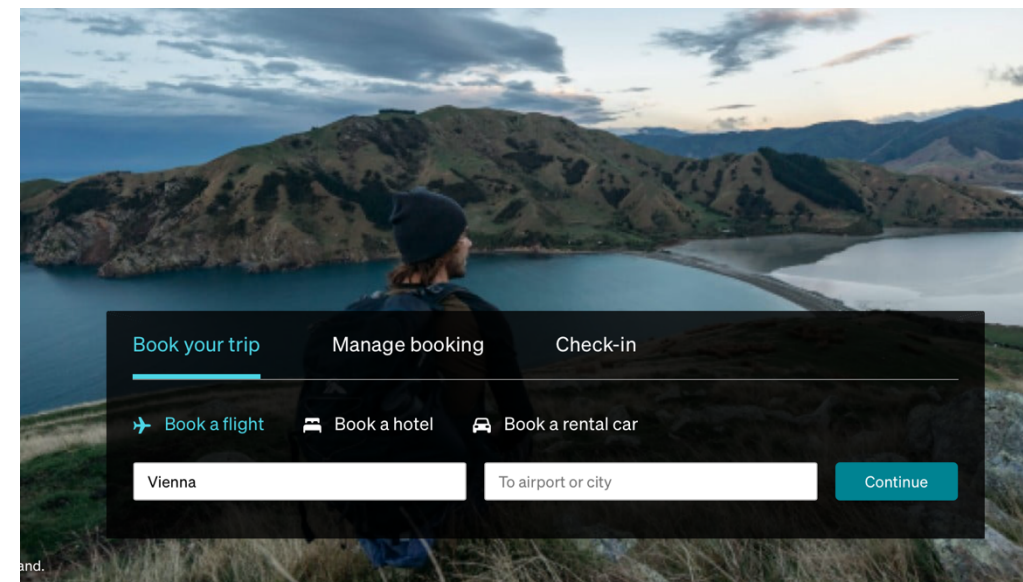 Book your trip Manage booking Check-in
Book a flight Book a hotel Book a rental car
Vienna To airport or city Continue
and.